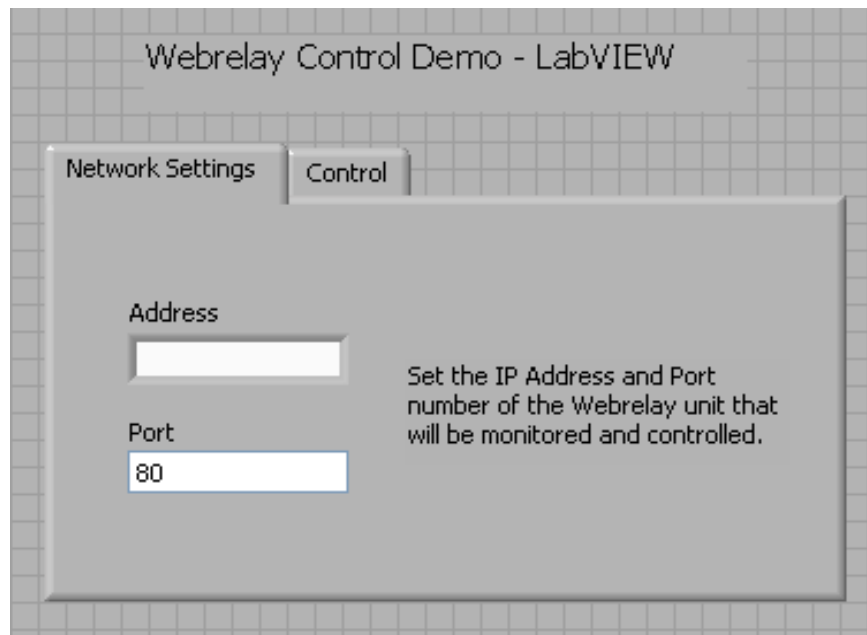 Webrelay Control Demo - LabVIEW
Network Settings
Control
Address
Set the IP Address and Port
number of the Webrelay unit that
will be monitored and controlled.
Port
80